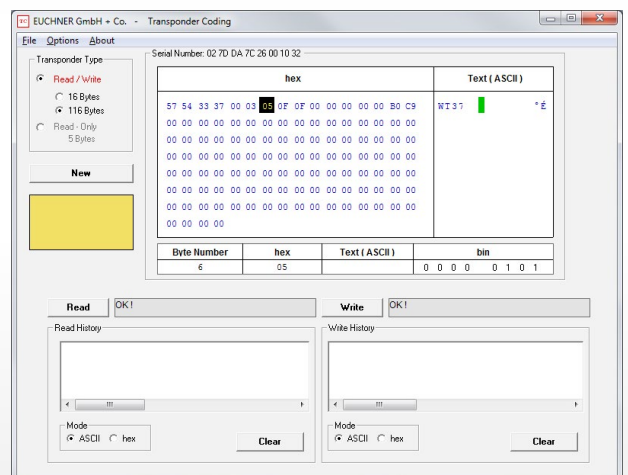 EUCHNER GmbH + Co. - Transponder Coding
File Options About
Transponder Type
Read / Write
16 Bytes
116 Bytes
Read - Only
5 Bytes
New
Serial Number: 02 7D DA 7C 26 00 10 32
hex Text ( ASCII )
57 54 33 37 00 03 05 0F 0F 00 00 00 00 00 B0 C9 WT37 °É
00 00 00 00 00 00 00 00 00 00 00 00 00 00 00 00
00 00 00 00 00 00 00 00 00 00 00 00 00 00 00 00
00 00 00 00 00 00 00 00 00 00 00 00 00 00 00 00
00 00 00 00 00 00 00 00 00 00 00 00 00 00 00 00
00 00 00 00 00 00 00 00 00 00 00 00 00 00 00 00
00 00 00 00 00 00 00 00 00 00 00 00 00 00 00 00
00 00 00 00
Byte Number hex Text ( ASCII ) bin
6 05 0 0 0 0 0 1 0 1
Read OK ! Write OK !
Read History Write History
Mode Mode
ASCII hex Clear ASCII hex Clear